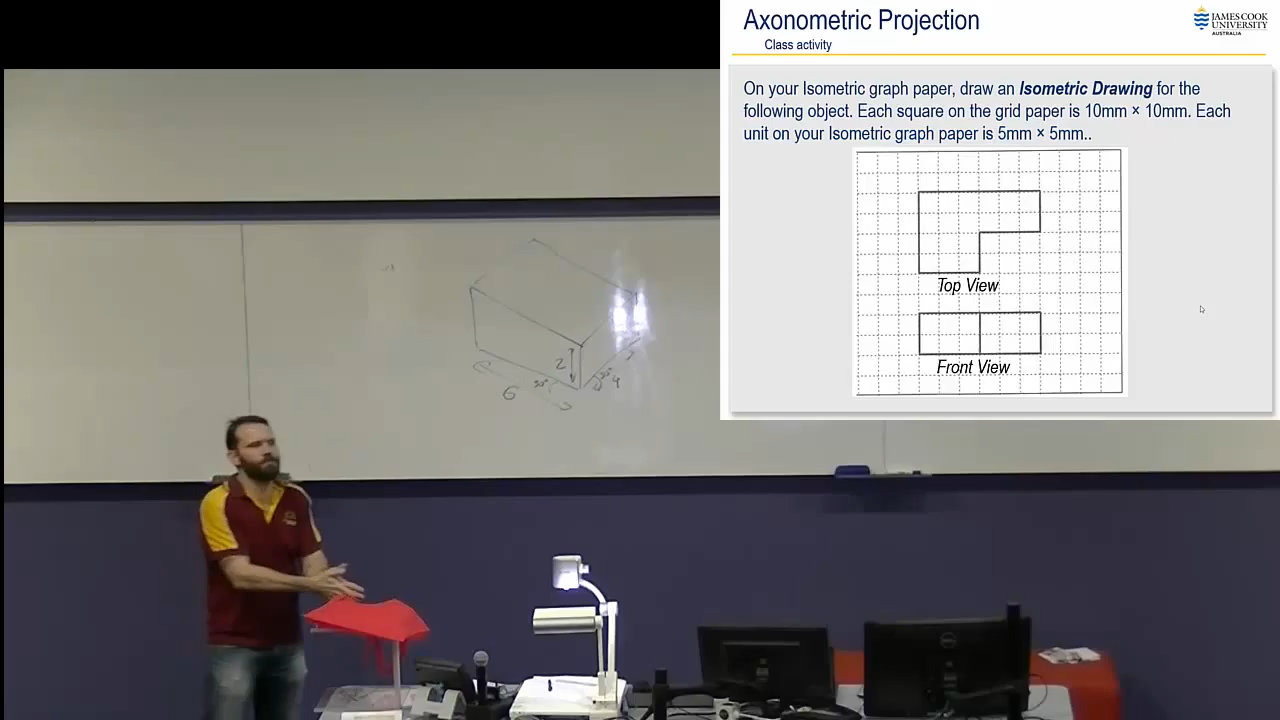 Axonometric Projection
Class activity
JAMES COOK
UNIVERSITY
AUSTRALIA
On your Isometric graph paper, draw an Isometric Drawing for the
following object. Each square on the grid paper is 10mm × 10mm. Each
unit on your Isometric graph paper is 5mm × 5mm..
Top View
Front View
2
6
30°
4